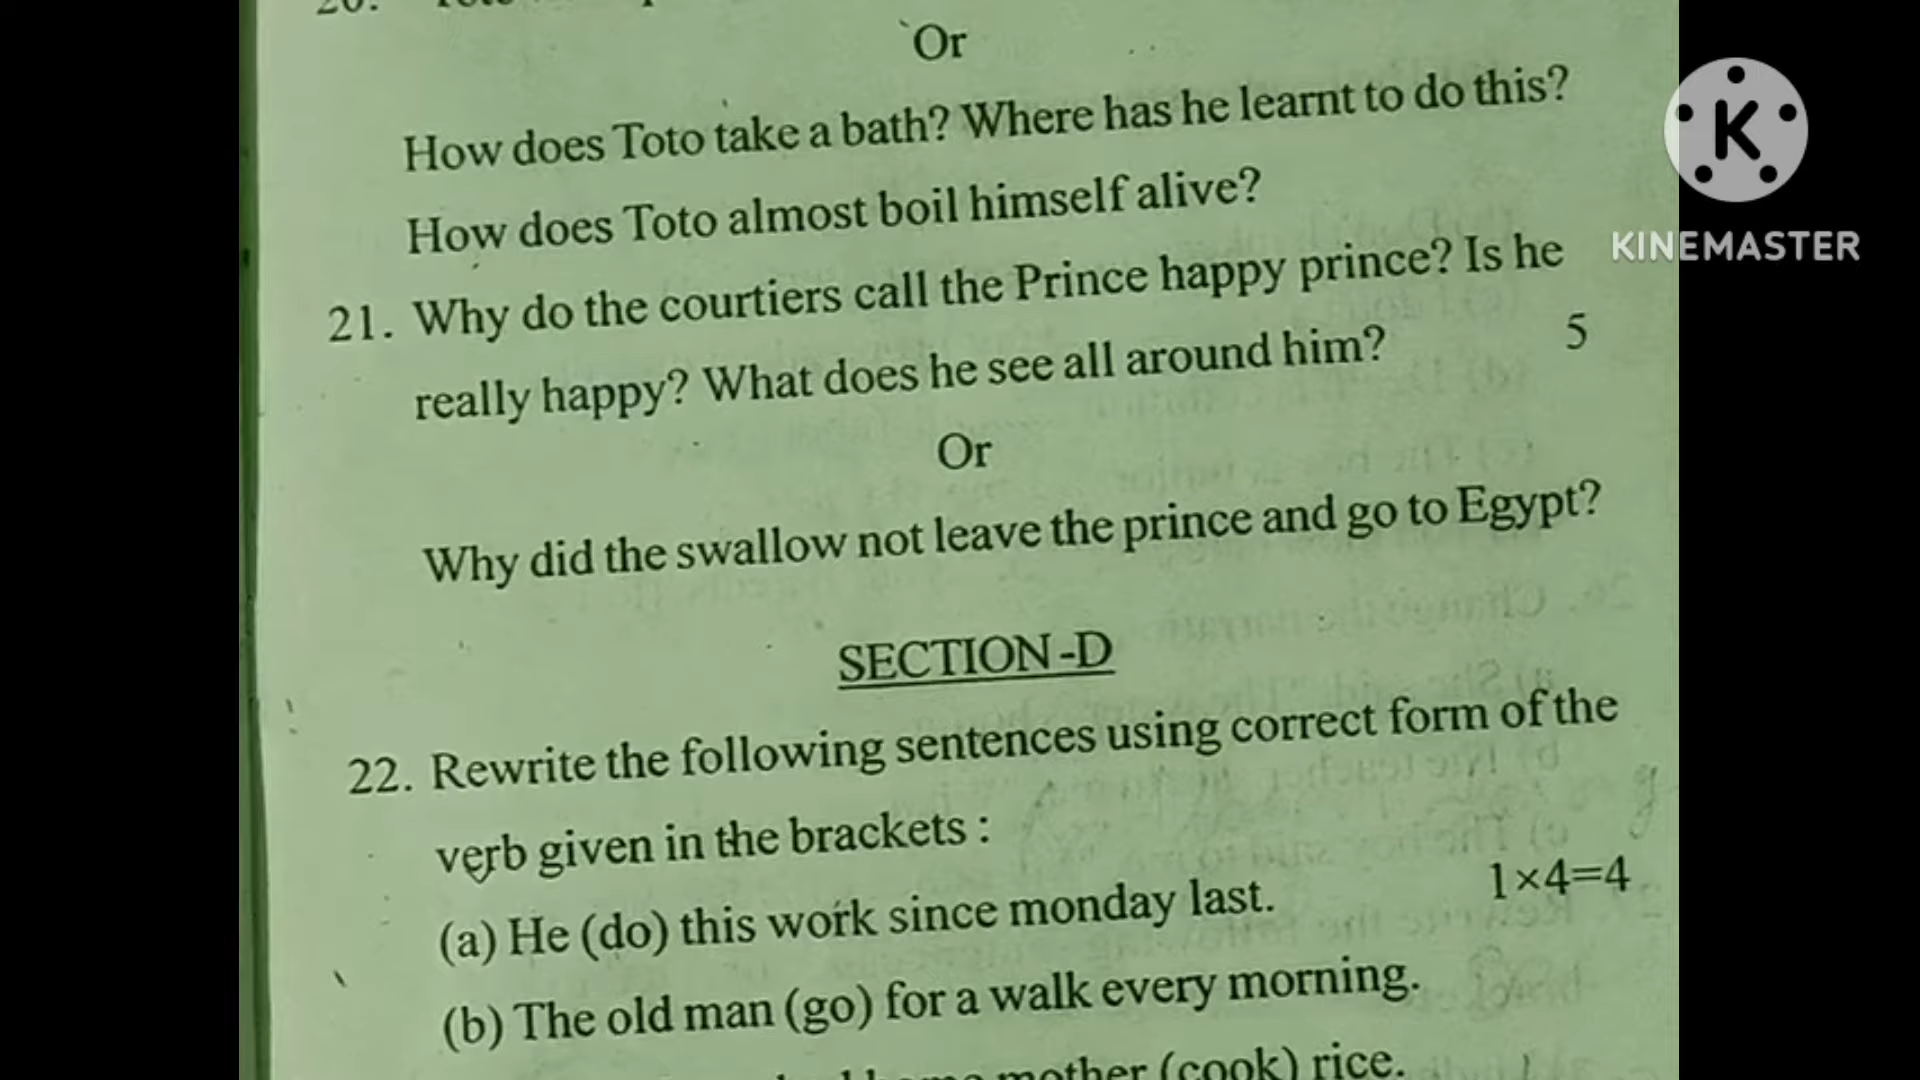 20.
Or
How does Toto take a bath? Where has he learnt to do this?
How does Toto almost boil himself alive?
21. Why do the courtiers call the Prince happy prince? Is he
really happy? What does he see all around him? 5
Or
Why did the swallow not leave the prince and go to Egypt?
SECTION-D
22. Rewrite the following sentences using correct form of the
verb given in the brackets :
1×4=4
(a) He (do) this work since monday last.
(b) The old man (go) for a walk every morning.
mother (cook) rice.
K
KINEMASTER